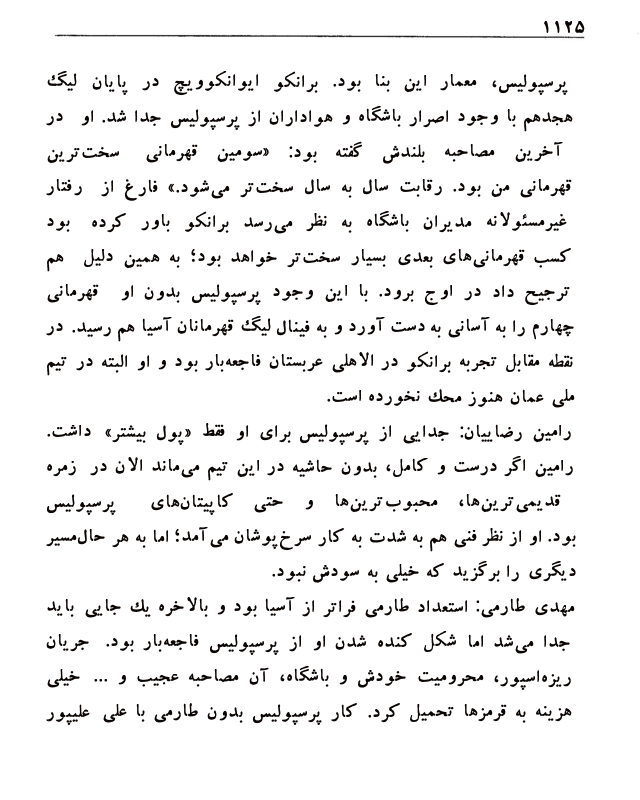 ۱۱۲۵
پرسپولیس، معمار این بنا بود. برانکو ایوانکوویچ در پایان لیگ
هجدهم با وجود اصرار باشگاه و هواداران از پرسپولیس جدا شد. او در
آخرین مصاحبه بلندش گفته بود: «سومین قهرمانی سخت‌ترین
قهرمانی من بود. رقابت سال به سال سخت‌تر می‌شود.» فارغ از رفتار
غیرمسئولانه مدیران باشگاه به نظر می‌رسد برانکو باور کرده بود
کسب قهرمانی‌های بعدی بسیار سخت‌تر خواهد بود؛ به همین دلیل هم
ترجیح داد در اوج برود. با این وجود پرسپولیس بدون او قهرمانی
چهارم را به آسانی به دست آورد و به فینال لیگ قهرمانان آسیا هم رسید. در
نقطه مقابل تجربه برانکو در الاهلی عربستان فاجعه‌بار بود و او البته در تیم
ملی عمان هنوز محك نخورده است.
رامین رضاییان: جدایی از پرسپولیس برای او فقط «پول بیشتر» داشت.
رامین اگر درست و کامل، بدون حاشیه در این تیم می‌ماند الان در زمره
قدیمی‌ترین‌ها، محبوب‌ترین‌ها و حتی کاپیتان‌های پرسپولیس
بود. او از نظر فنی هم به شدت به کار سرخ‌پوشان می‌آمد؛ اما به هر حال‌مسیر
دیگری را برگزید که خیلی به سودش نبود.
مهدی طارمی: استعداد طارمی فراتر از آسیا بود و بالاخره یك جایی باید
جدا می‌شد اما شکل کنده شدن او از پرسپولیس فاجعه‌بار بود. جریان
ریزه‌اسپور، محرومیت خودش و باشگاه، آن مصاحبه عجیب و ... خیلی
هزینه به قرمزها تحمیل کرد. کار پرسپولیس بدون طارمی با علی علیپور